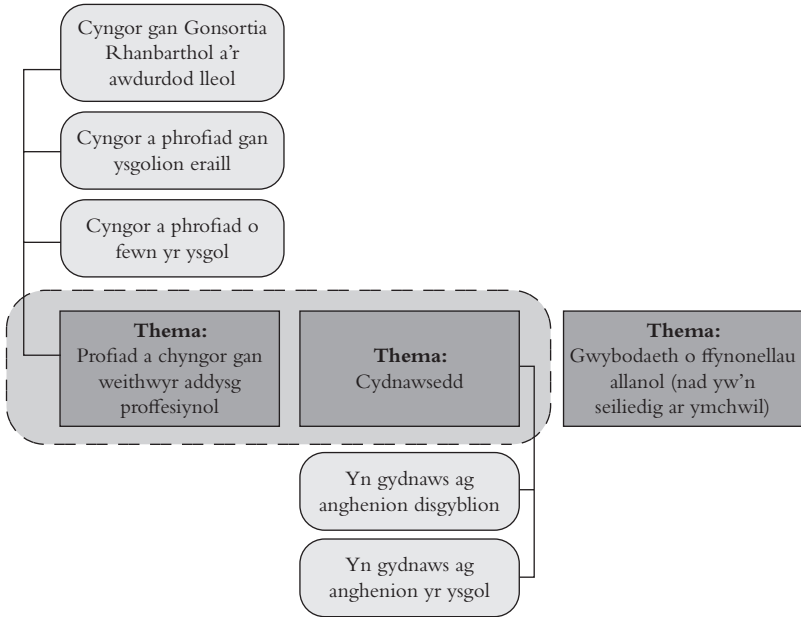 Cyngor gan Gonsortia
Rhanbarthol a'r
awdurdod lleol
Cyngor a phrofiad gan
ysgolion eraill
Cyngor a phrofiad o
fewn yr ysgol
Thema:
Profiad a chyngor gan
weithwyr addysg
proffesiynol
Thema:
Cydnawsedd
Thema:
Gwybodaeth o ffynonellau
allanol (nad yw'n
seiliedig ar ymchwil)
Yn gydnaws ag
anghenion disgyblion
Yn gydnaws ag
anghenion yr ysgol